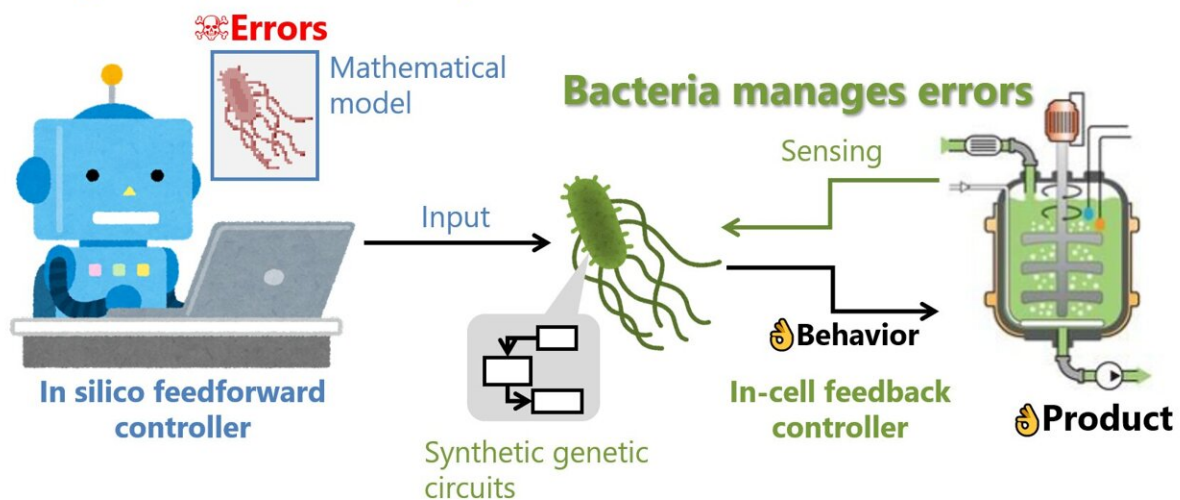 ☠Errors
Mathematical
model
Bacteria manages errors
Sensing
Input
👌Behavior
In silico feedforward
controller
In-cell feedback
controller
👌Product
Synthetic genetic
circuits